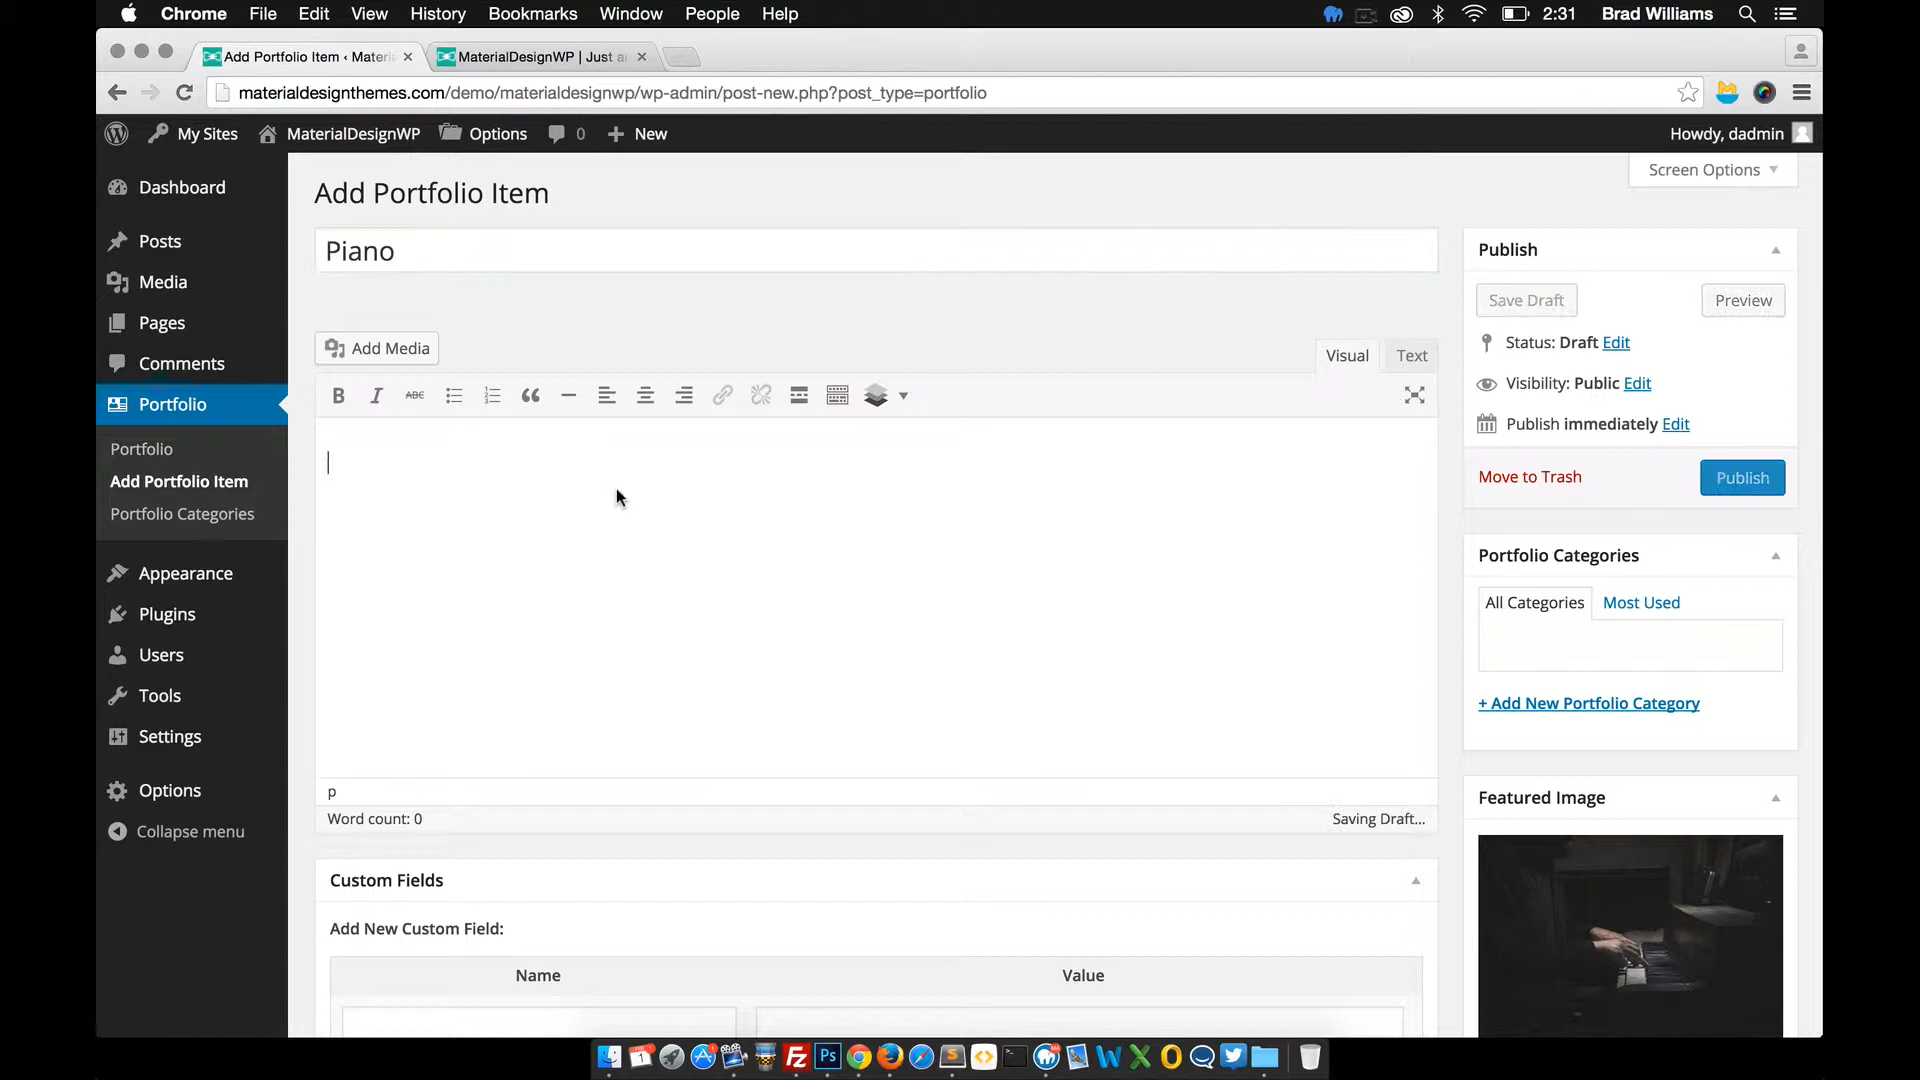 Chrome File Edit View History Bookmarks Window People Help 2:31 Brad Williams
Add Portfolio Item ‹ Materia MaterialDesignWP | Just a
materialdesignthemes.com/demo/materialdesignwp/wp-admin/post-new.php?post_type=portfolio
My Sites MaterialDesignWP Options 0 + New Howdy, dadmin
Screen Options
Dashboard
Posts
Media
Pages
Comments
Portfolio
Portfolio
Add Portfolio Item
Portfolio Categories
Appearance
Plugins
Users
Tools
Settings
Options
Collapse menu
Add Portfolio Item
Piano
Add Media
Visual Text
B I ABC
p
Word count: 0 Saving Draft...
Custom Fields
Add New Custom Field:
Name Value
Publish
Save Draft Preview
Status: Draft Edit
Visibility: Public Edit
Publish immediately Edit
Move to Trash Publish
Portfolio Categories
All Categories Most Used
+ Add New Portfolio Category
Featured Image